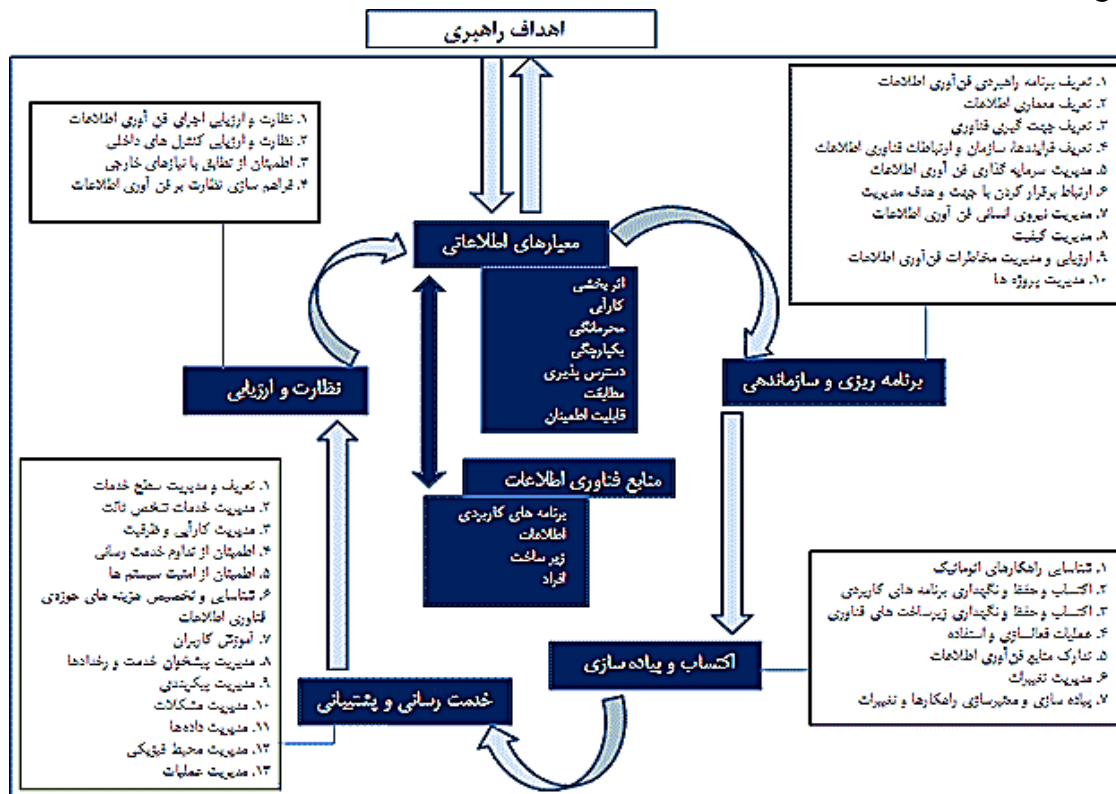 اهداف راهبری
۱. تعریف برنامه راهبردی فن‌آوری اطلاعات
۲. تعریف معماری اطلاعات
۳. تعریف جهت گیری فناوری
۴. تعریف فرایندها، سازمان و ارتباطات فناوری اطلاعات
۵. مدیریت سرمایه گذاری فن آوری اطلاعات
۶. ارتباط برقرار کردن با جهت و هدف مدیریت
۷. مدیریت نیروی انسانی فن آوری اطلاعات
۸. مدیریت کیفیت
۹. ارزیابی و مدیریت مخاطرات فن‌آوری اطلاعات
۱۰. مدیریت پروژه ها
۱. نظارت و ارزیابی اجرای فن آوری اطلاعات
۲. نظارت و ارزیابی کنترل های داخلی
۳. اطمینان از تطابق با نیازهای خارجی
۴. فراهم سازی نظارت بر فن آوری اطلاعات
معیارهای اطلاعاتی
اثر بخشی
کارآیی
محرمانگی
یکپارچگی
دسترس پذیری
مطابقت
قابلیت اطمینان
برنامه ریزی و سازماندهی
نظارت و ارزیابی
منابع فناوری اطلاعات
برنامه های کاربردی
اطلاعات
زیر ساخت
افراد
۱. شناسایی راهکارهای اتوماتیک
۲. اکتساب و حفظ و نگهداری برنامه های کاربردی
۳. اکتساب و حفظ و نگهداری زیرساخت های فناوری
۴. عملیات فعالسازی و استفاده
۵. تدارک منابع فن‌آوری اطلاعات
۶. مدیریت تغییرات
۷. پیاده سازی و معتبرسازی راهکارها و تغییرات
اکتساب و پیاده سازی
خدمت رسانی و پشتیبانی
۱. تعریف و مدیریت سطح خدمات
۲. مدیریت خدمات شخص ثالث
۳. مدیریت کارآیی و ظرفیت
۴. اطمینان از تداوم خدمت رسانی
۵. اطمینان از امنیت سیستم ها
۶. شناسایی و تخصیص هزینه های حوزه‌ی
فناوری اطلاعات
۷. آموزش کاربران
۸. مدیریت پیشخوان خدمت و رخدادها
۹. مدیریت پیکربندی
۱۰. مدیریت مشکلات
۱۱. مدیریت داده‌ها
۱۲. مدیریت محیط فیزیکی
۱۳. مدیریت عملیات